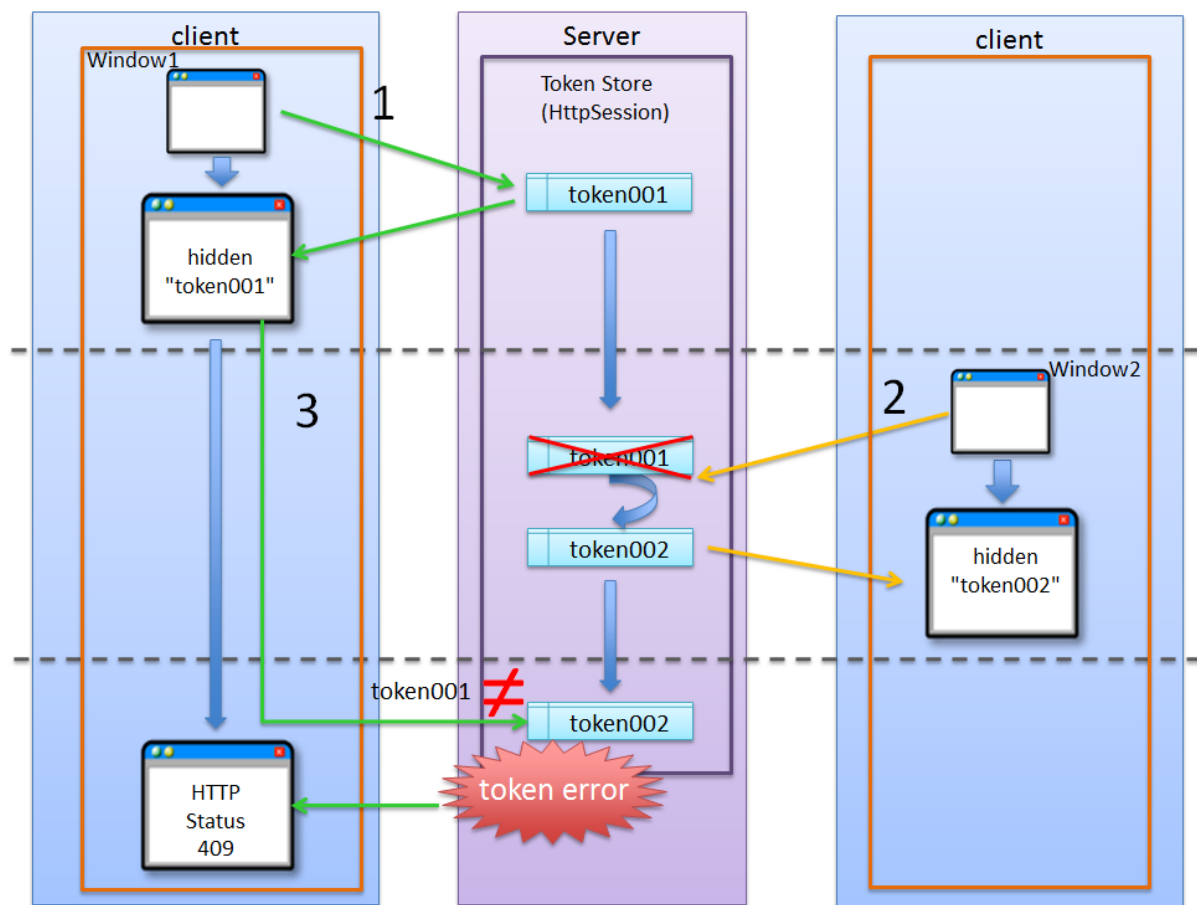 client
Server
client
Window1
1
Token Store
(HttpSession)
token001
hidden
"token001"
3
2
Window2
token001
token002
hidden
"token002"
token001
≠
token002
token error
HTTP
Status
409